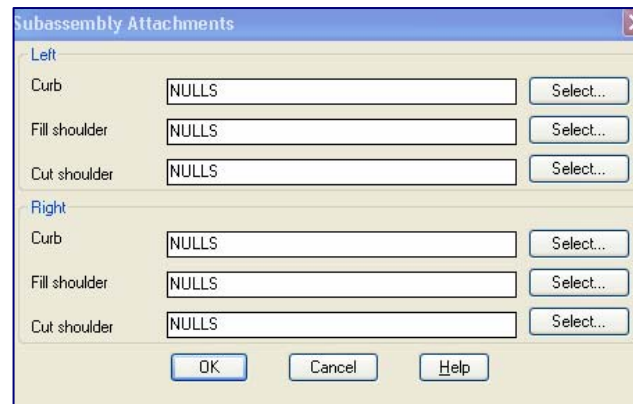 Subassembly Attachments
Left
Curb NULLS Select...
Fill shoulder NULLS Select...
Cut shoulder NULLS Select...
Right
Curb NULLS Select...
Fill shoulder NULLS Select...
Cut shoulder NULLS Select...
OK Cancel Help